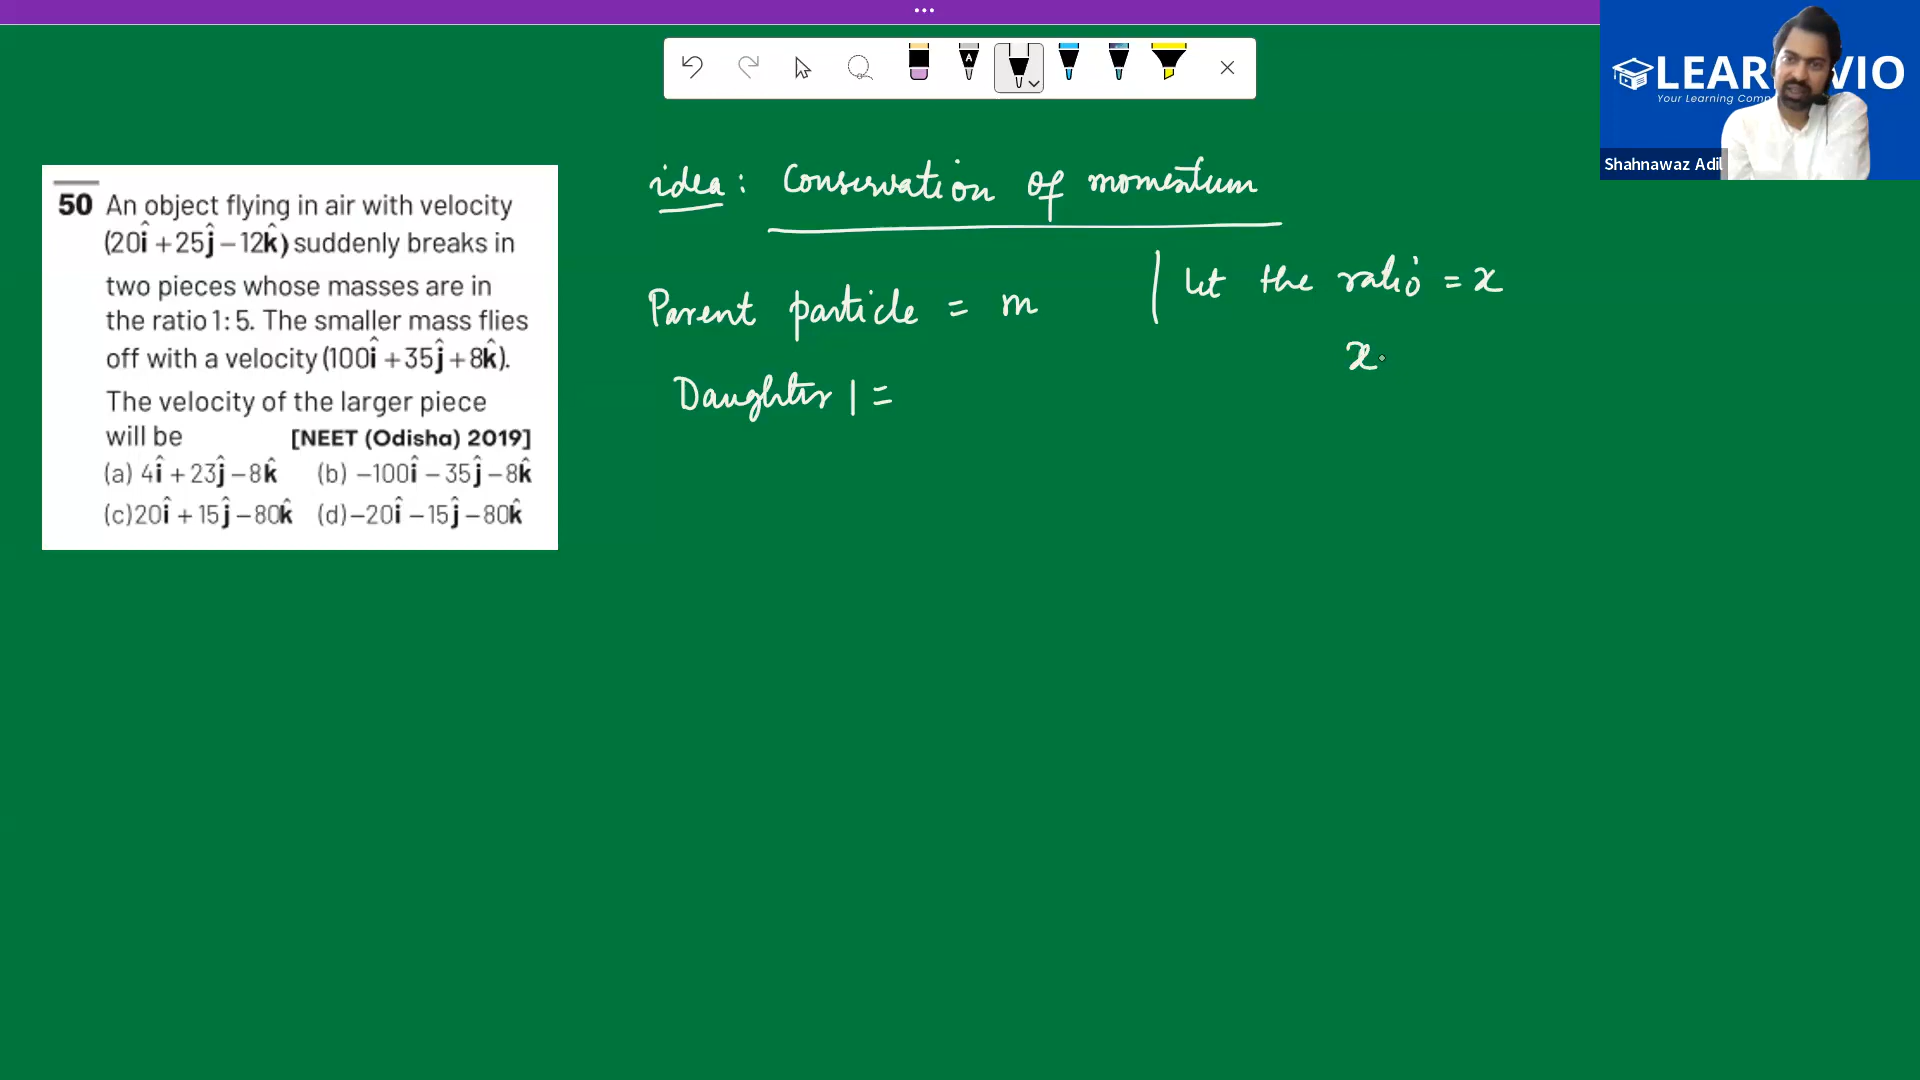 LEAR VIO
Your Learning Comp
Shahnawaz Adil
50 An object flying in air with velocity
(20î + 25ĵ – 12k̂) suddenly breaks in
two pieces whose masses are in
the ratio 1 : 5. The smaller mass flies
off with a velocity (100î + 35ĵ + 8k̂).
The velocity of the larger piece
will be [NEET (Odisha) 2019]
(a) 4î + 23ĵ – 8k̂ (b) –100î – 35ĵ – 8k̂
(c) 20î + 15ĵ – 80k̂ (d) –20î – 15ĵ – 80k̂
idea : Conservation of momentum
Parent particle = m
Daughter 1 =
let the ratio = x
x